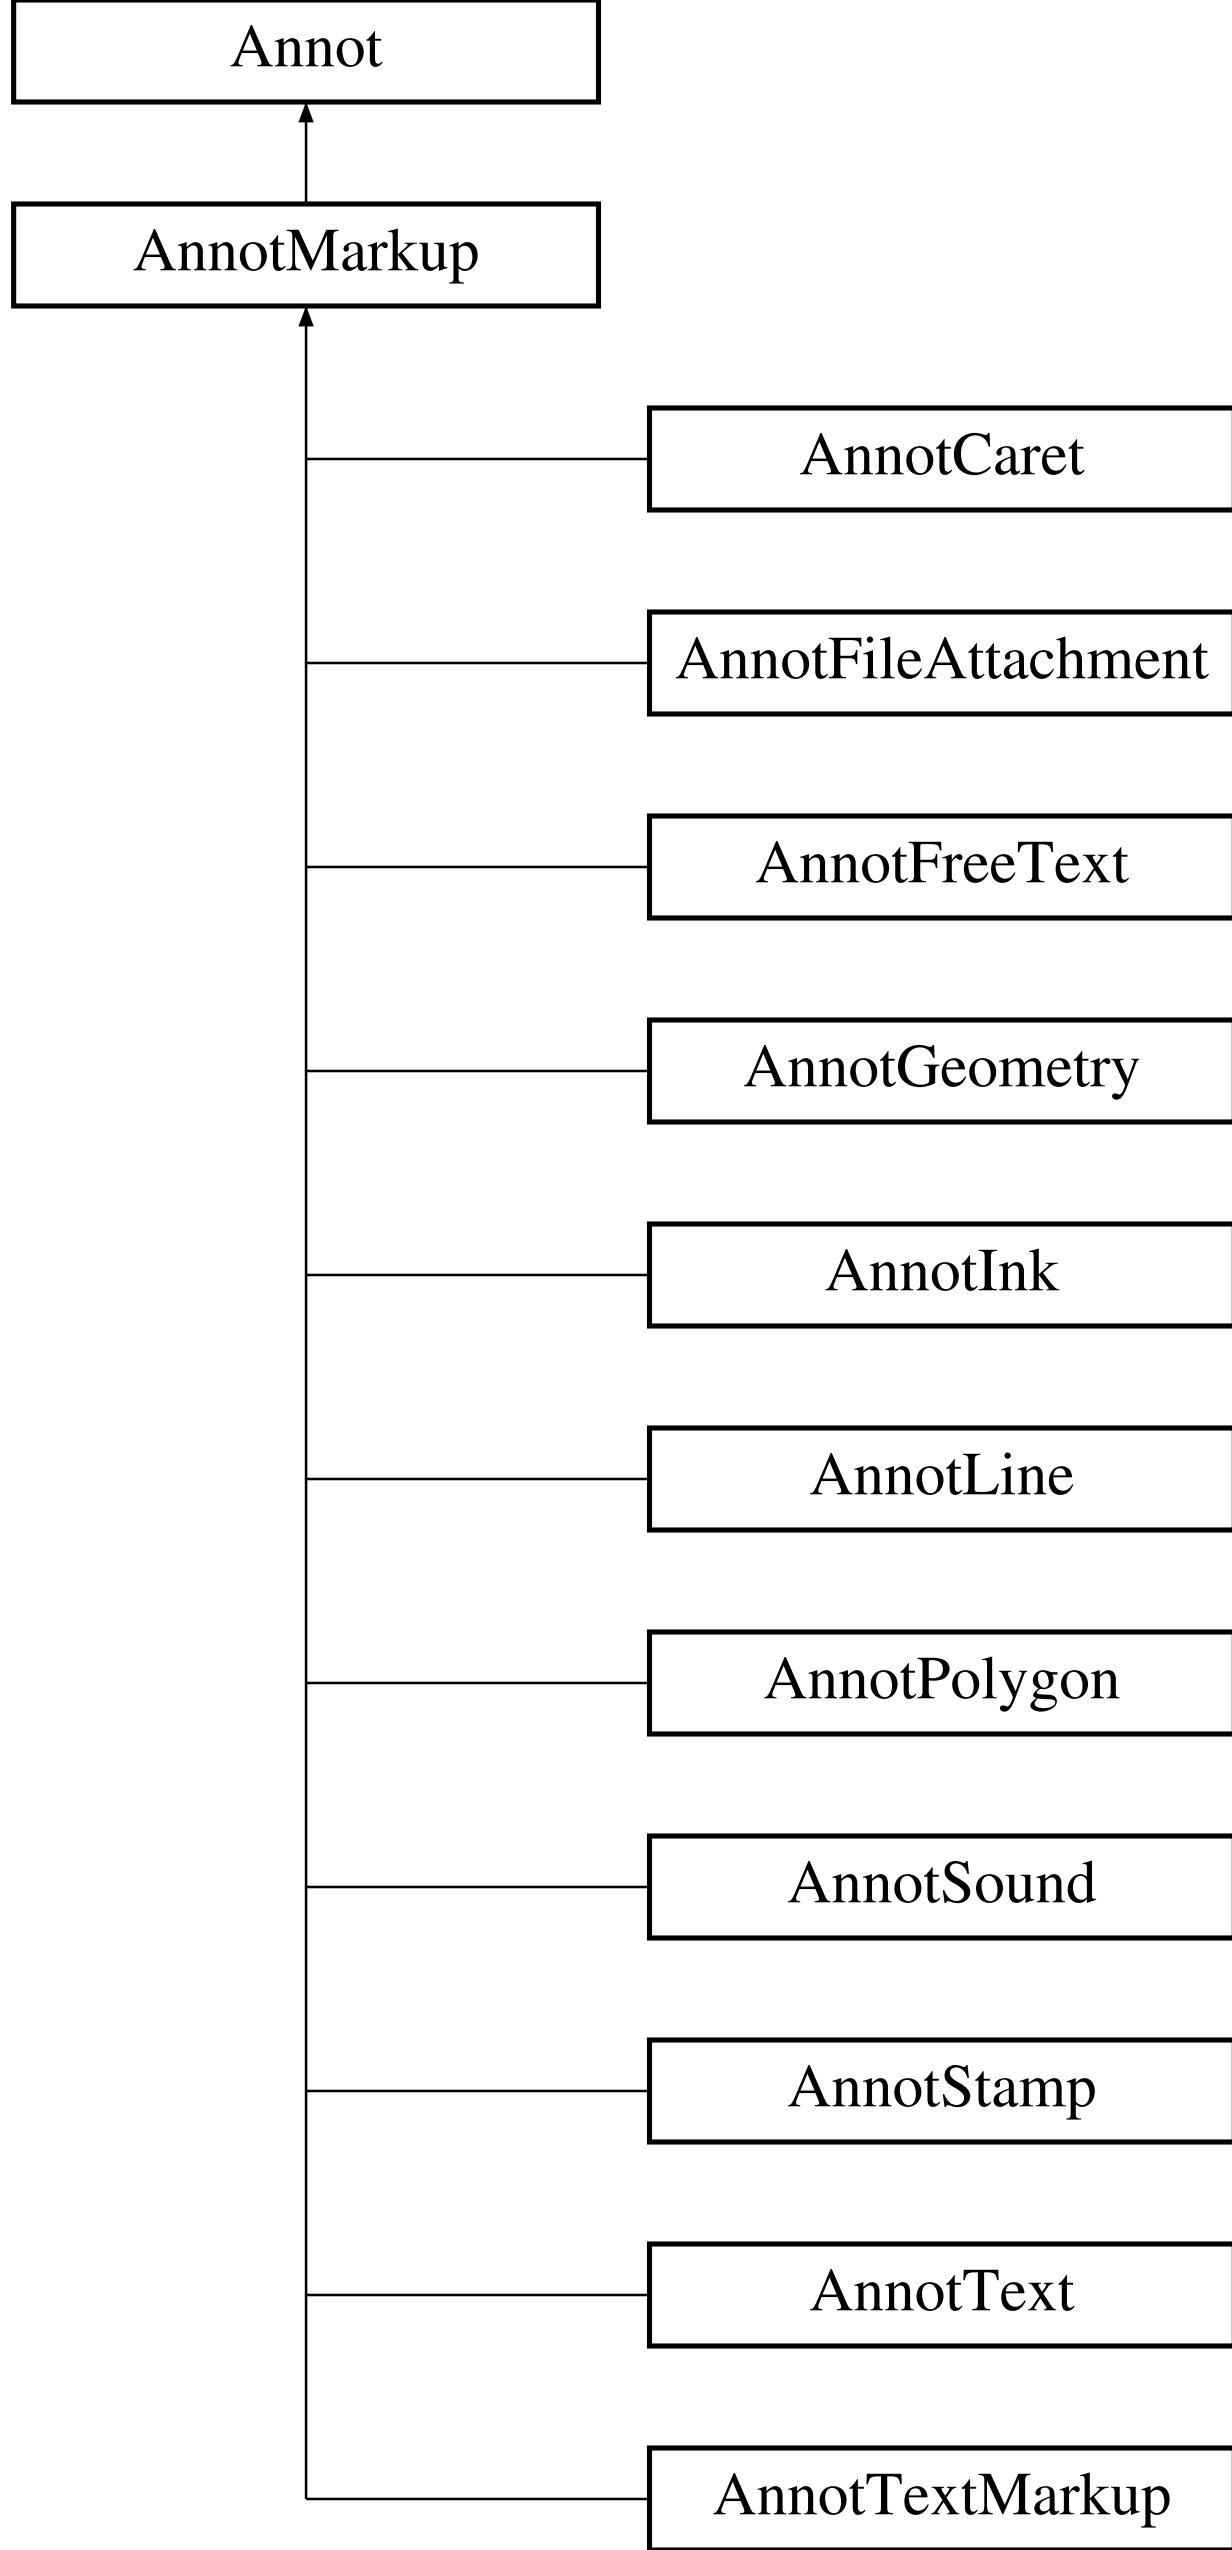 Annot
AnnotMarkup
AnnotCaret
AnnotFileAttachment
AnnotFreeText
AnnotGeometry
AnnotInk
AnnotLine
AnnotPolygon
AnnotSound
AnnotStamp
AnnotText
AnnotTextMarkup